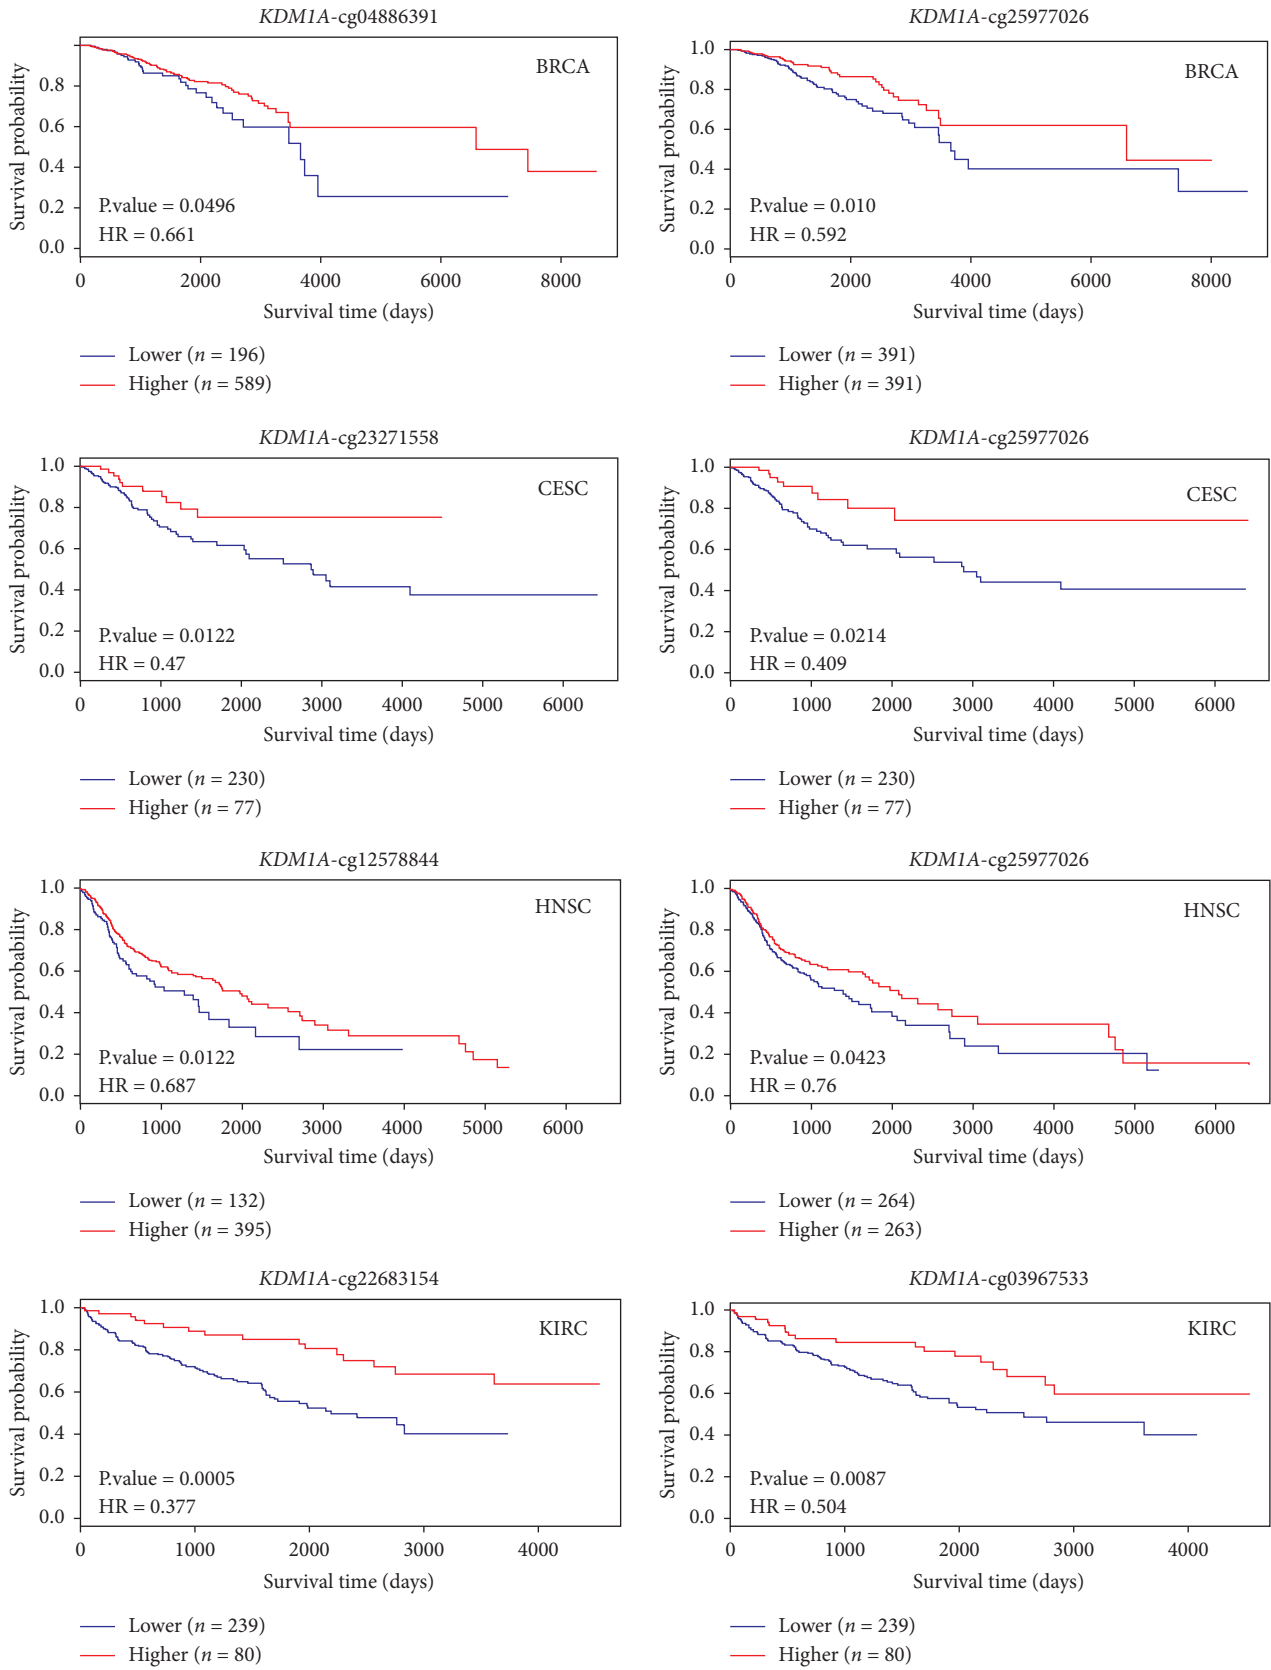 KDM1A-cg04886391
Survival probability
0.8
0.6
0.4
0.2
0.0
BRCA
P.value = 0.0496
HR = 0.661
0 2000 4000 6000 8000
Survival time (days)
Lower (n = 196)
Higher (n = 589)
KDM1A-cg25977026
Survival probability
1.0
0.8
0.6
0.4
0.2
0.0
BRCA
P.value = 0.010
HR = 0.592
0 2000 4000 6000 8000
Survival time (days)
Lower (n = 391)
Higher (n = 391)
KDM1A-cg23271558
Survival probability
1.0
0.8
0.6
0.4
0.2
0.0
CESC
P.value = 0.0122
HR = 0.47
0 1000 2000 3000 4000 5000 6000
Survival time (days)
Lower (n = 230)
Higher (n = 77)
KDM1A-cg25977026
Survival probability
1.0
0.8
0.6
0.4
0.2
0.0
CESC
P.value = 0.0214
HR = 0.409
0 1000 2000 3000 4000 5000 6000
Survival time (days)
Lower (n = 230)
Higher (n = 77)
KDM1A-cg12578844
Survival probability
1.0
0.8
0.6
0.4
0.2
0.0
HNSC
P.value = 0.0122
HR = 0.687
0 1000 2000 3000 4000 5000 6000
Survival time (days)
Lower (n = 132)
Higher (n = 395)
KDM1A-cg25977026
Survival probability
1.0
0.8
0.6
0.4
0.2
0.0
HNSC
P.value = 0.0423
HR = 0.76
0 1000 2000 3000 4000 5000 6000
Survival time (days)
Lower (n = 264)
Higher (n = 263)
KDM1A-cg22683154
Survival probability
1.0
0.8
0.6
0.4
0.2
0.0
KIRC
P.value = 0.0005
HR = 0.377
0 1000 2000 3000 4000
Survival time (days)
Lower (n = 239)
Higher (n = 80)
KDM1A-cg03967533
Survival probability
1.0
0.8
0.6
0.4
0.2
0.0
KIRC
P.value = 0.0087
HR = 0.504
0 1000 2000 3000 4000
Survival time (days)
Lower (n = 239)
Higher (n = 80)